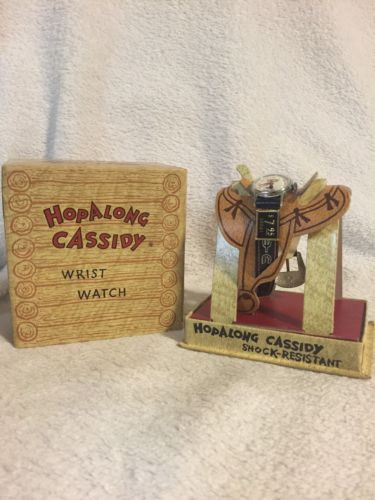 HOPALONG
CASSIDY®
WRIST
WATCH
HOPALONG CASSIDY
SHOCK-RESISTANT